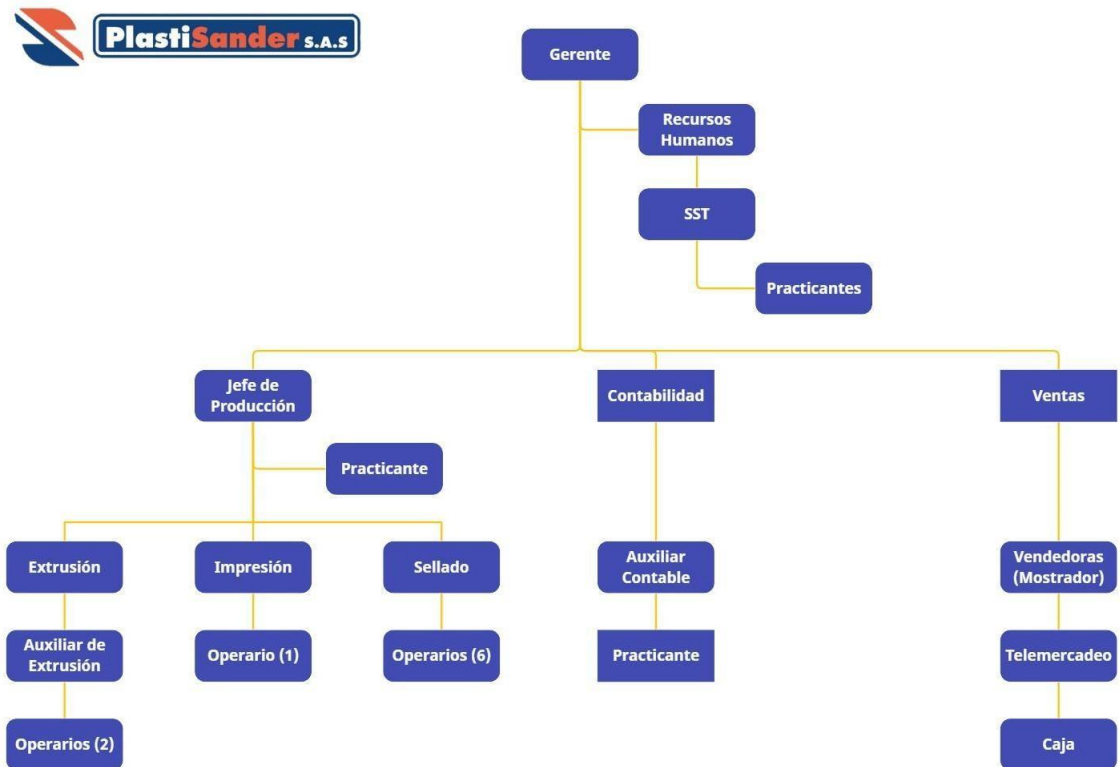 PlastiSander S.A.S
Gerente
Recursos
Humanos
SST
Practicantes
Jefe de
Producción
Contabilidad
Ventas
Practicante
Extrusión
Impresión
Sellado
Auxiliar
Contable
Vendedoras
(Mostrador)
Auxiliar de
Extrusión
Operario (1)
Operarios (6)
Practicante
Telemercadeo
Operarios (2)
Caja